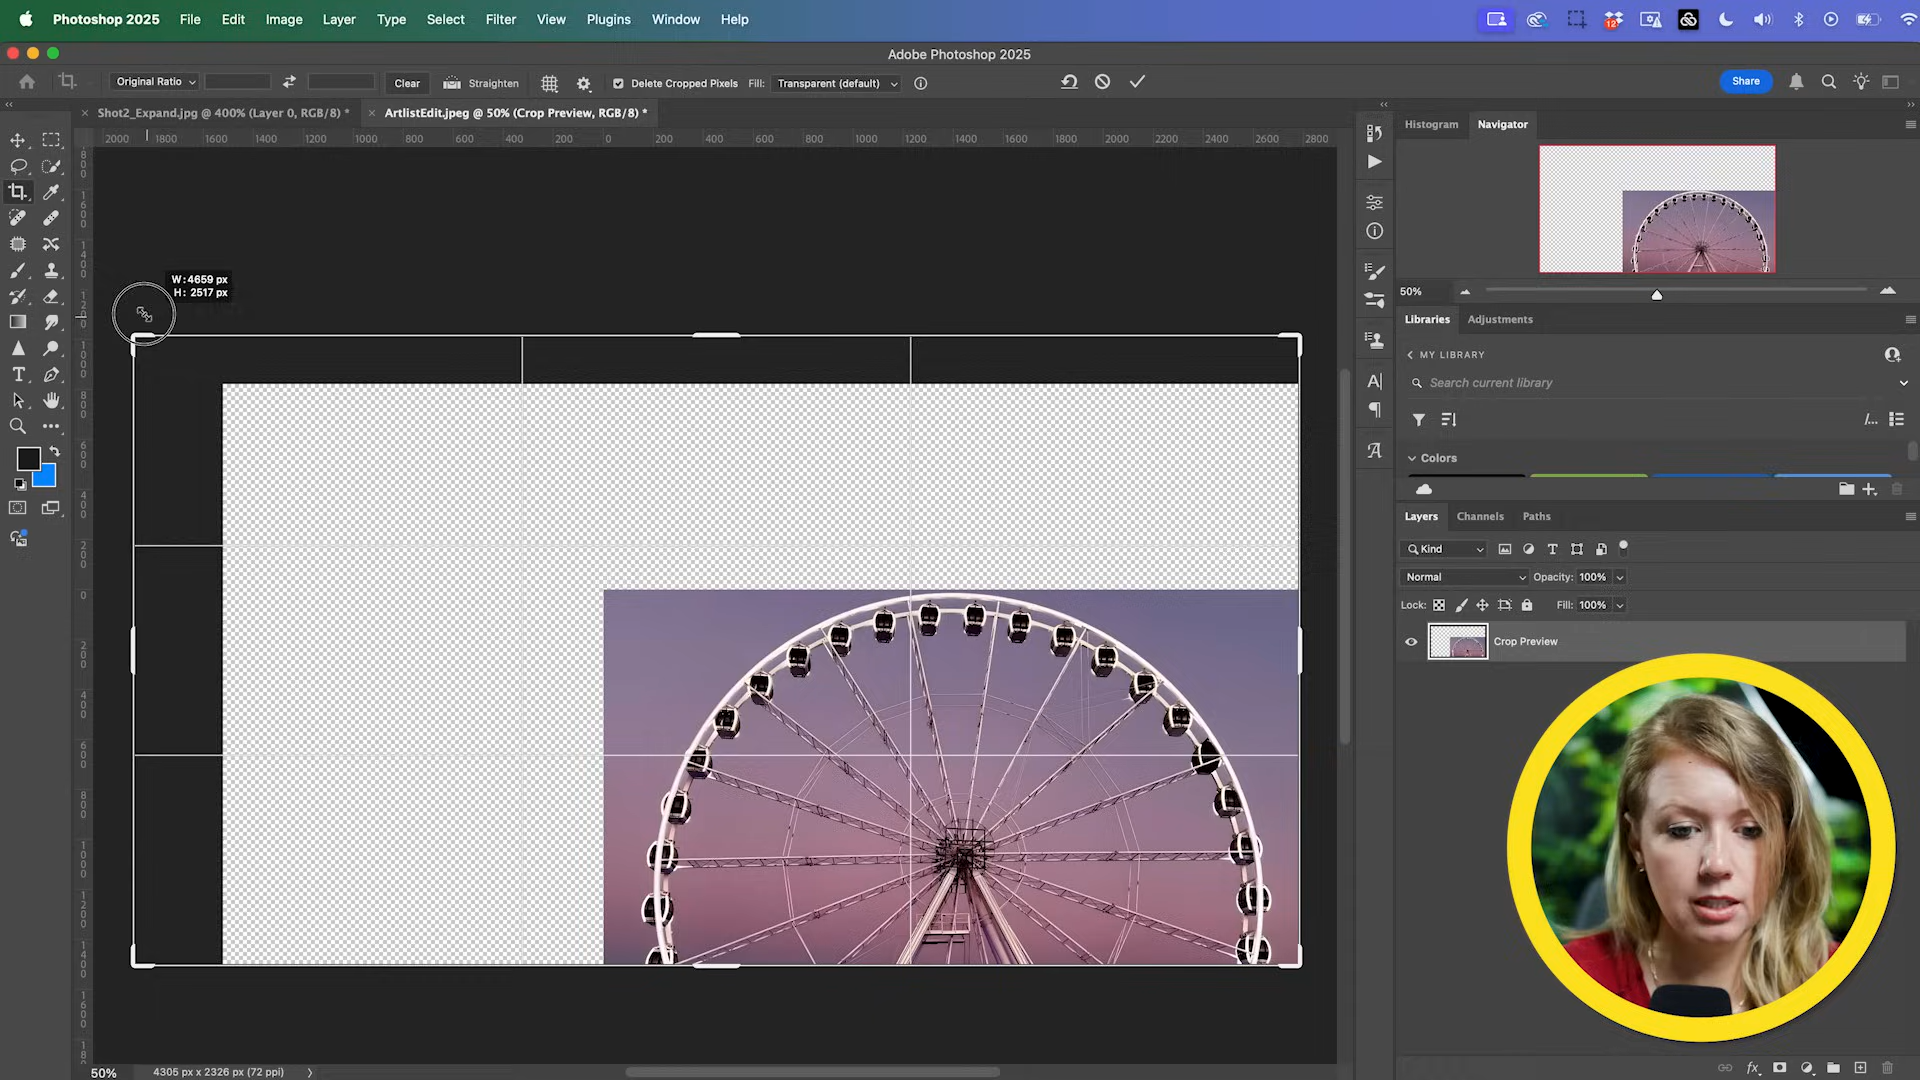 Photoshop 2025 File Edit Image Layer Type Select Filter View Plugins Window Help
12
Adobe Photoshop 2025
Original Ratio Clear Straighten Delete Cropped Pixels Fill: Transparent (default) Share
Shot2_Expand.jpg @ 400% (Layer 0, RGB/8) * ArtlistEdit.jpeg @ 50% (Crop Preview, RGB/8) *
2000 1800 1600 1400 1200 1000 800 600 400 200 0 200 400 600 800 1000 1200 1400 1600 1800 2000 2200 2400 2600 2800
Histogram Navigator
W: 4659 px
H: 2517 px
50%
Libraries Adjustments
MY LIBRARY
Search current library
Colors
Layers Channels Paths
Kind
Normal Opacity: 100%
Lock: Fill: 100%
Crop Preview
50% 4305 px x 2326 px (72 ppi)